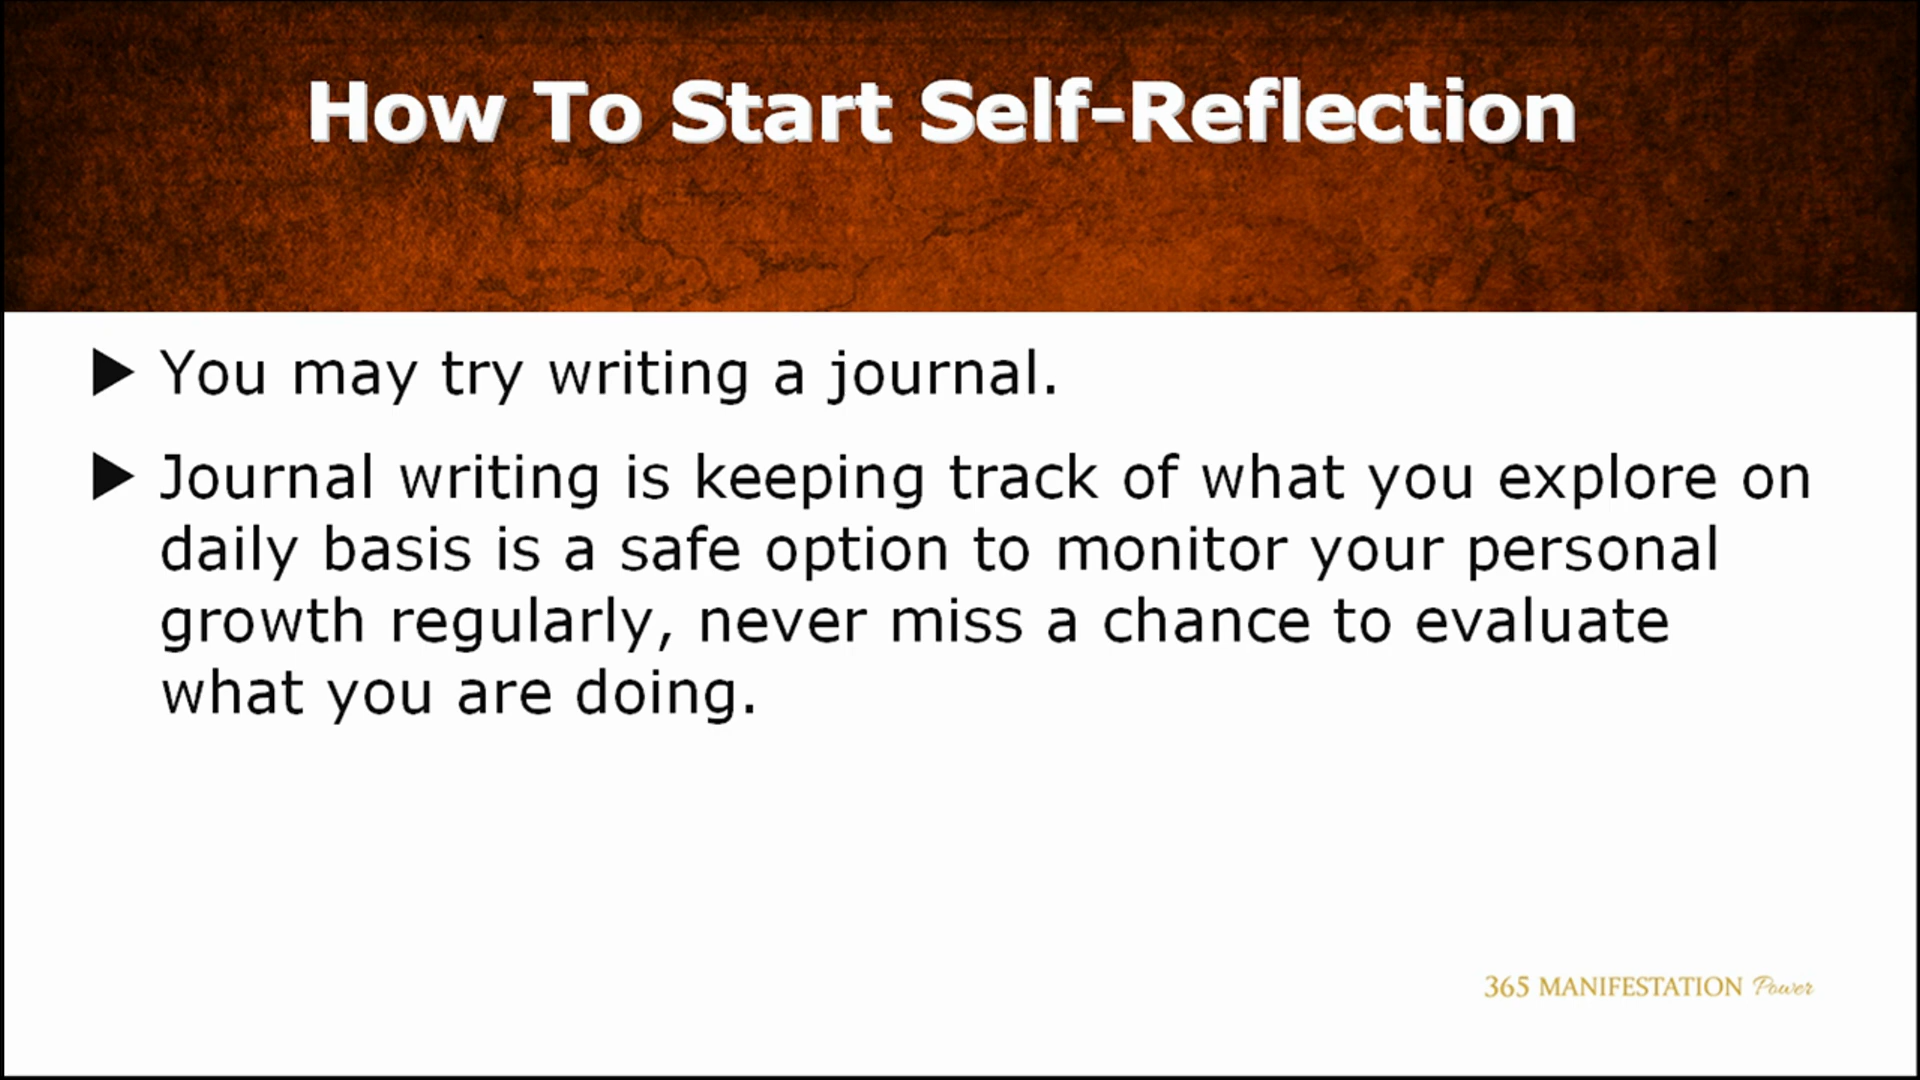 How To Start Self-Reflection
▶ You may try writing a journal.
▶ Journal writing is keeping track of what you explore on
daily basis is a safe option to monitor your personal
growth regularly, never miss a chance to evaluate
what you are doing.
365 MANIFESTATION Power